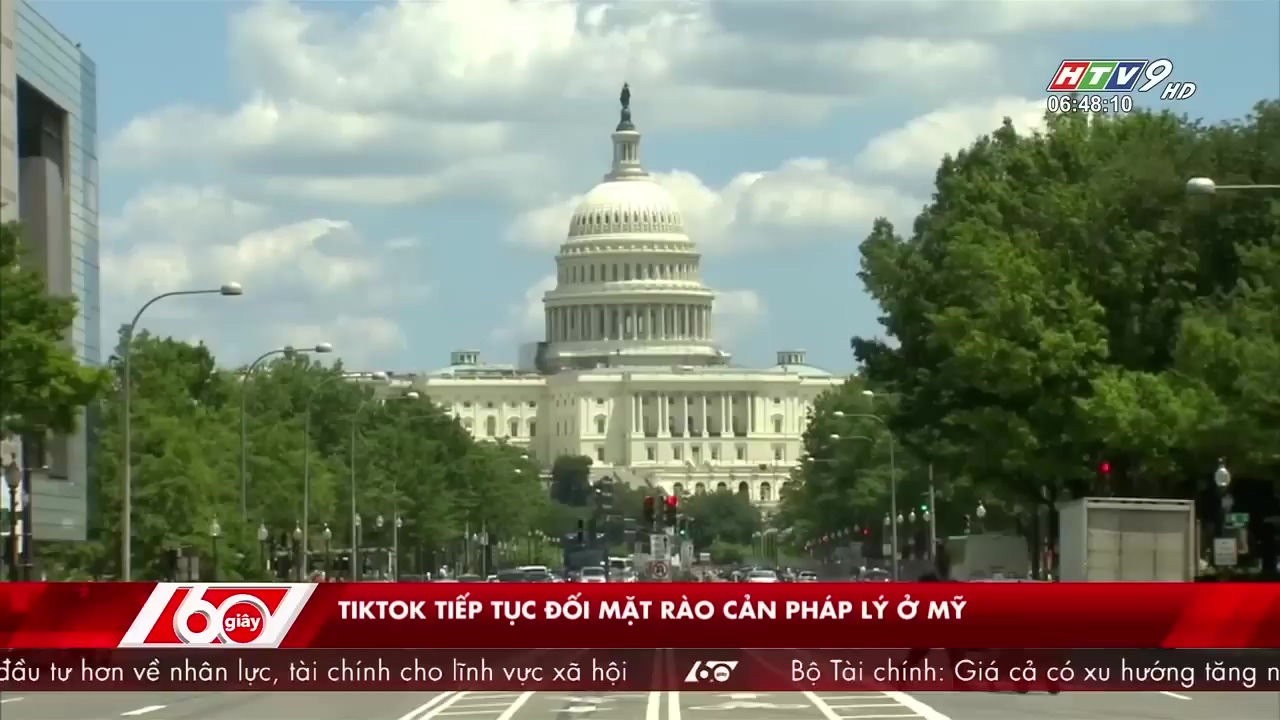 HTV9 HD
06:48:10
60 giây
TIKTOK TIẾP TỤC ĐỐI MẶT RÀO CẢN PHÁP LÝ Ở MỸ
đầu tư hơn về nhân lực, tài chính cho lĩnh vực xã hội 60 Bộ Tài chính: Giá cả có xu hướng tăng n